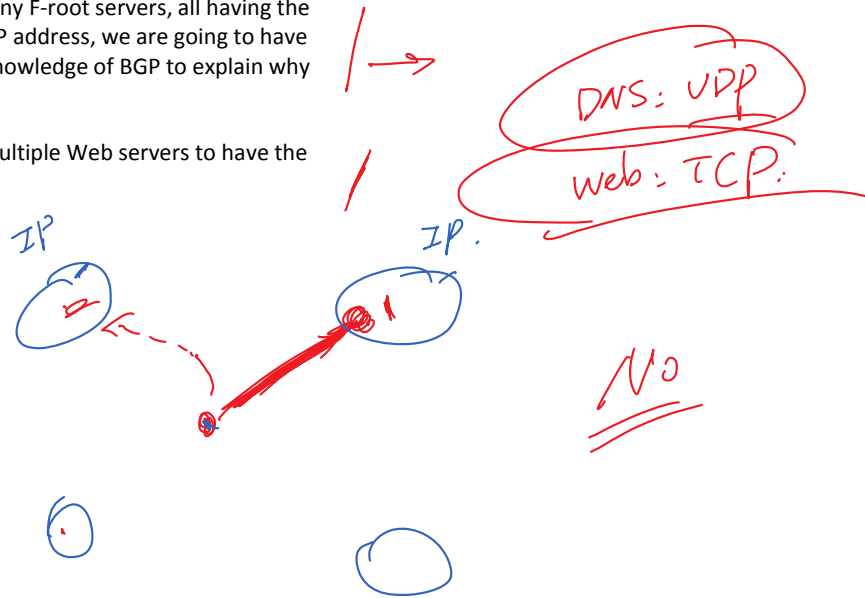 ny F-root servers, all having the
P address, we are going to have
nowledge of BGP to explain why
ultiple Web servers to have the
DNS: UDP
Web: TCP.
IP
IP.
No